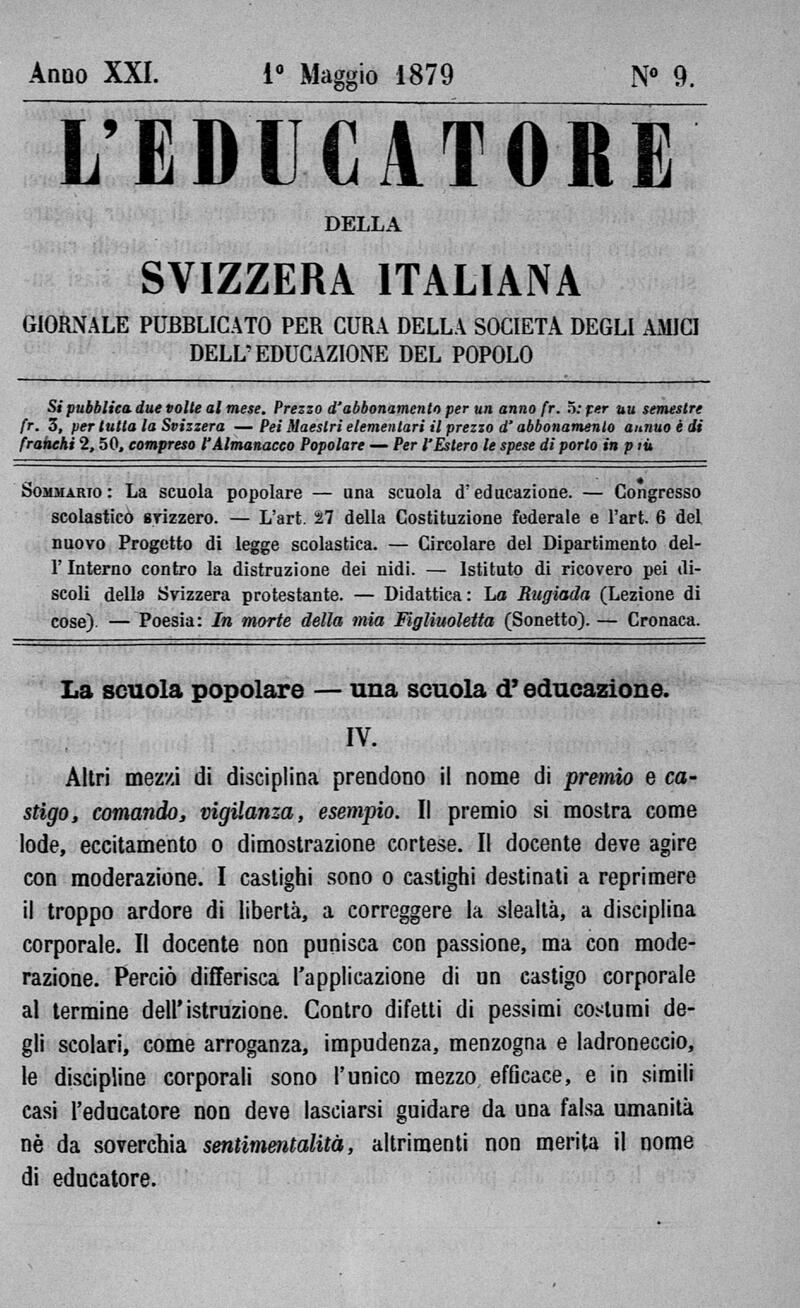 Anno XXI.
1º Maggio 1879
Nº 9.
L'EDUCATORE
DELLA
SVIZZERA ITALIANA
GIORNALE PUBBLICATO PER CURA DELLA SOCIETA DEGLI AMICI
DELL'EDUCAZIONE DEL POPOLO
Si pubblica due volte al mese. Prezzo d'abbonamento per un anno fr. 5: per un semestre
fr. 3, per tutta la Svizzera — Pei Maestri elementari il prezzo d'abbonamento annuo è di
franchi 2, 50, compreso l'Almanacco Popolare — Per l'Estero le spese di porto in più
SOMMARIO: La scuola popolare — una scuola d'educazione. — Congresso
scolastico svizzero. — L'art. 27 della Costituzione federale e l'art. 6 del
nuovo Progetto di legge scolastica. — Circolare del Dipartimento del-
l'Interno contro la distruzione dei nidi. — Istituto di ricovero pei di-
scoli della Svizzera protestante. — Didattica: La Rugiada (Lezione di
cose). — Poesia: In morte della mia Figliuoletta (Sonetto). — Cronaca.
La scuola popolare — una scuola d'educazione.
IV.
Altri mezzi di disciplina prendono il nome di premio e ca-
stigo, comando, vigilanza, esempio. Il premio si mostra come
lode, eccitamento o dimostrazione cortese. Il docente deve agire
con moderazione. I castighi sono o castighi destinati a reprimere
il troppo ardore di libertà, a correggere la slealtà, a disciplina
corporale. Il docente non punisca con passione, ma con mode-
razione. Perciò differisca l'applicazione di un castigo corporale
al termine dell'istruzione. Contro difetti di pessimi costumi de-
gli scolari, come arroganza, impudenza, menzogna e ladroneccio,
le discipline corporali sono l'unico mezzo efficace, e in simili
casi l'educatore non deve lasciarsi guidare da una falsa umanità
nè da soverchia sentimentalità, altrimenti non merita il nome
di educatore.